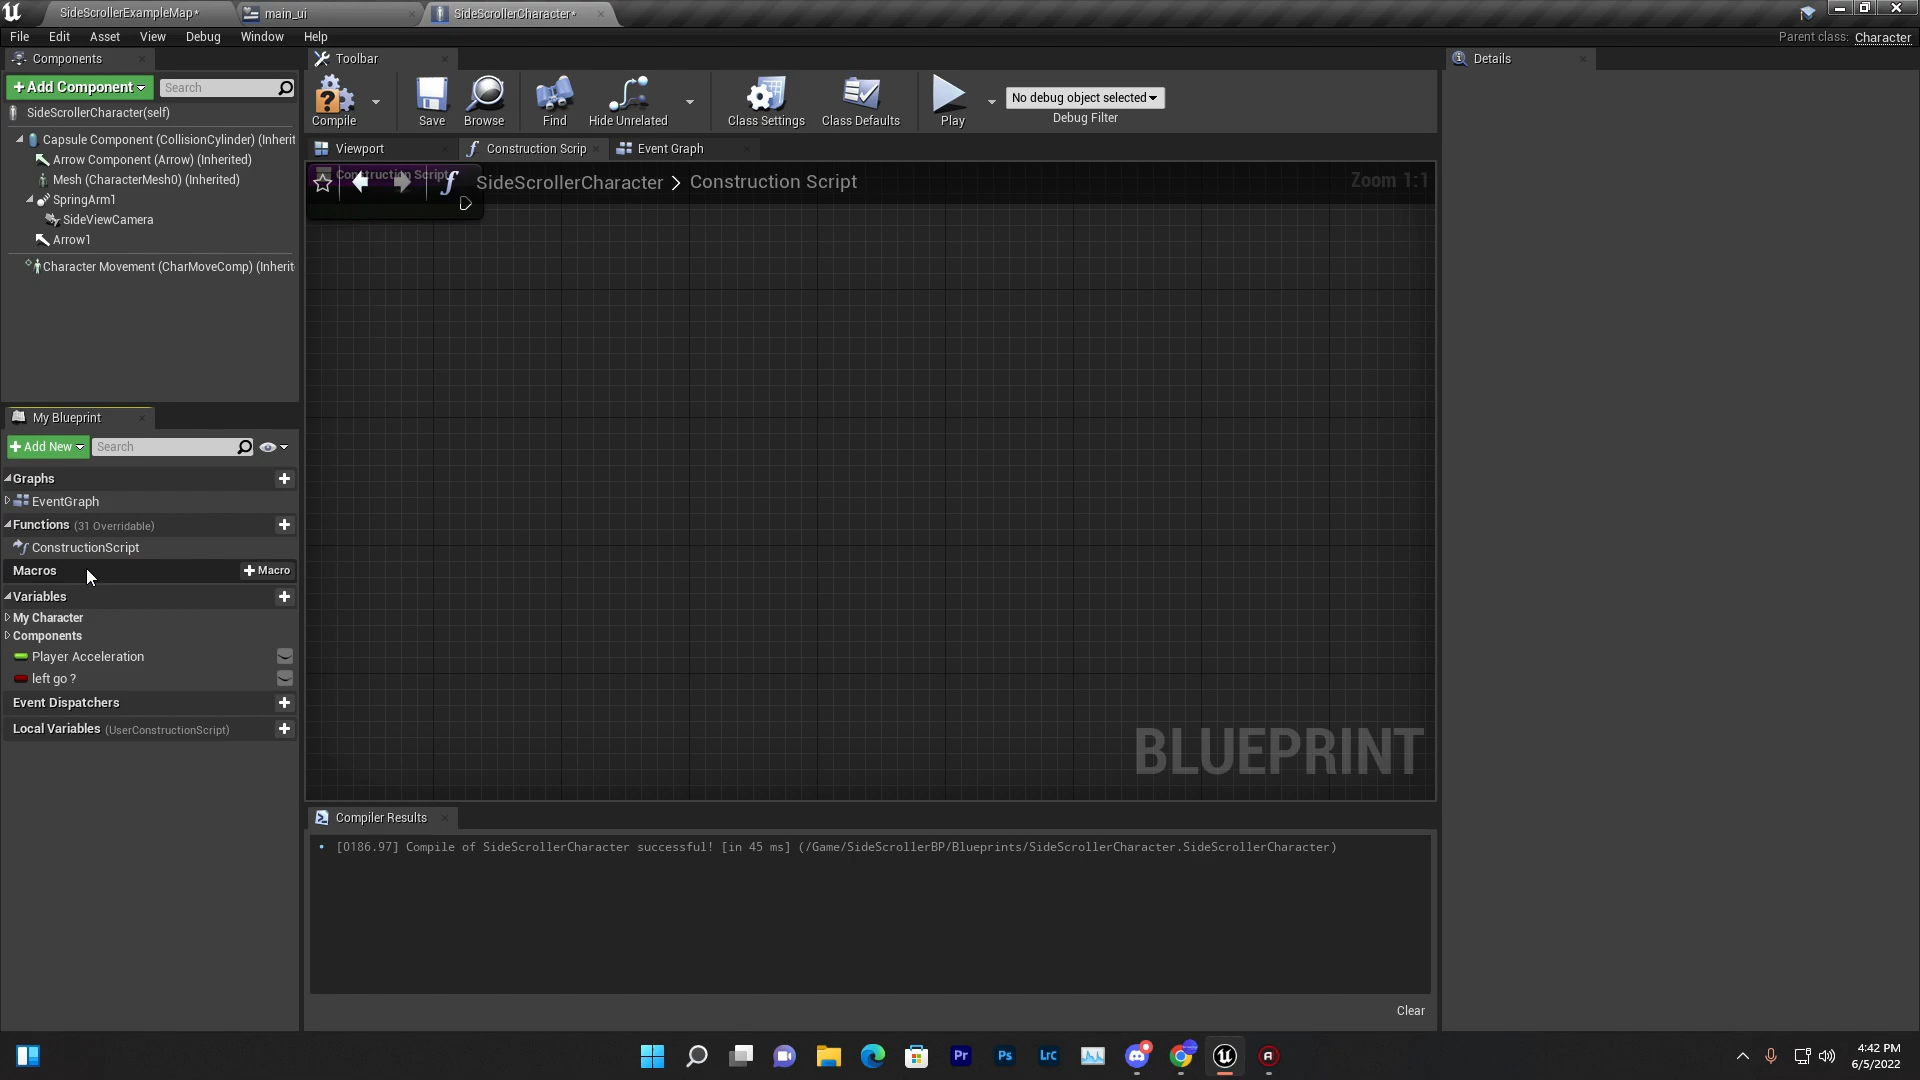 SideScrollerExampleMap*
main_ui
SideScrollerCharacter*
File Edit Asset View Debug Window Help
Parent class: Character
Components
Toolbar
Details
Add Component
Search
Compile
Save
Browse
Find
Hide Unrelated
Class Settings
Class Defaults
Play
No debug object selected
Debug Filter
SideScrollerCharacter(self)
Capsule Component (CollisionCylinder) (Inherit
Arrow Component (Arrow) (Inherited)
Mesh (CharacterMesh0) (Inherited)
SpringArm1
SideViewCamera
Arrow1
Character Movement (CharMoveComp) (Inherit
Viewport
Construction Scrip
Event Graph
Construction Script
SideScrollerCharacter > Construction Script
Zoom 1:1
BLUEPRINT
My Blueprint
Add New
Search
Graphs
EventGraph
Functions (31 Overridable)
ConstructionScript
Macros
Macro
Variables
My Character
Components
Player Acceleration
left go ?
Event Dispatchers
Local Variables (UserConstructionScript)
Compiler Results
[0186.97] Compile of SideScrollerCharacter successful! [in 45 ms] (/Game/SideScrollerBP/Blueprints/SideScrollerCharacter.SideScrollerCharacter)
Clear
Pr
Ps
LrC
4:42 PM
6/5/2022